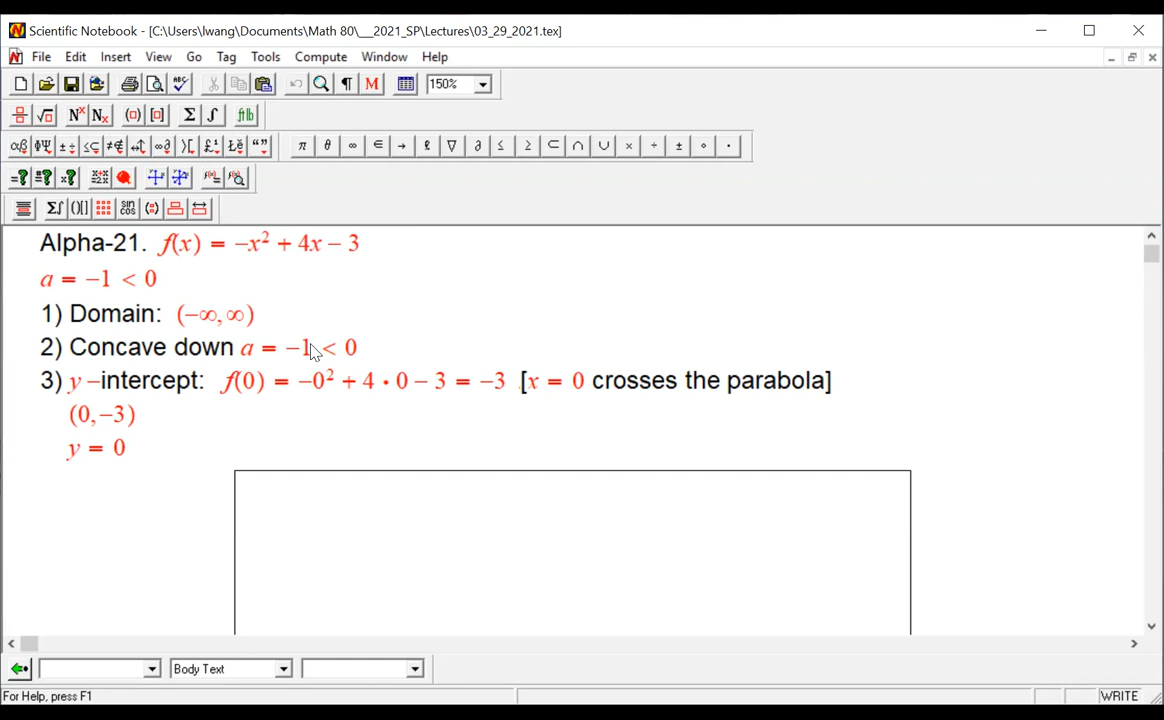 Scientific Notebook - [C:\Users\lwang\Documents\Math 80\__2021_SP\Lectures\03_29_2021.tex]
File Edit Insert View Go Tag Tools Compute Window Help
150%
Alpha-21. f(x) = −x² + 4x − 3
a = −1 < 0
1) Domain: (−∞, ∞)
2) Concave down a = −1 < 0
3) y −intercept: f(0) = −0² + 4 • 0 − 3 = −3 [x = 0 crosses the parabola]
(0, −3)
y = 0
Body Text
For Help, press F1
WRITE